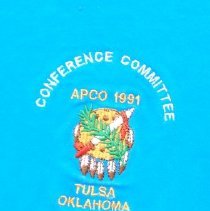 CONFERENCE COMMITTEE
APCO 1991
TULSA
OKLAHOMA